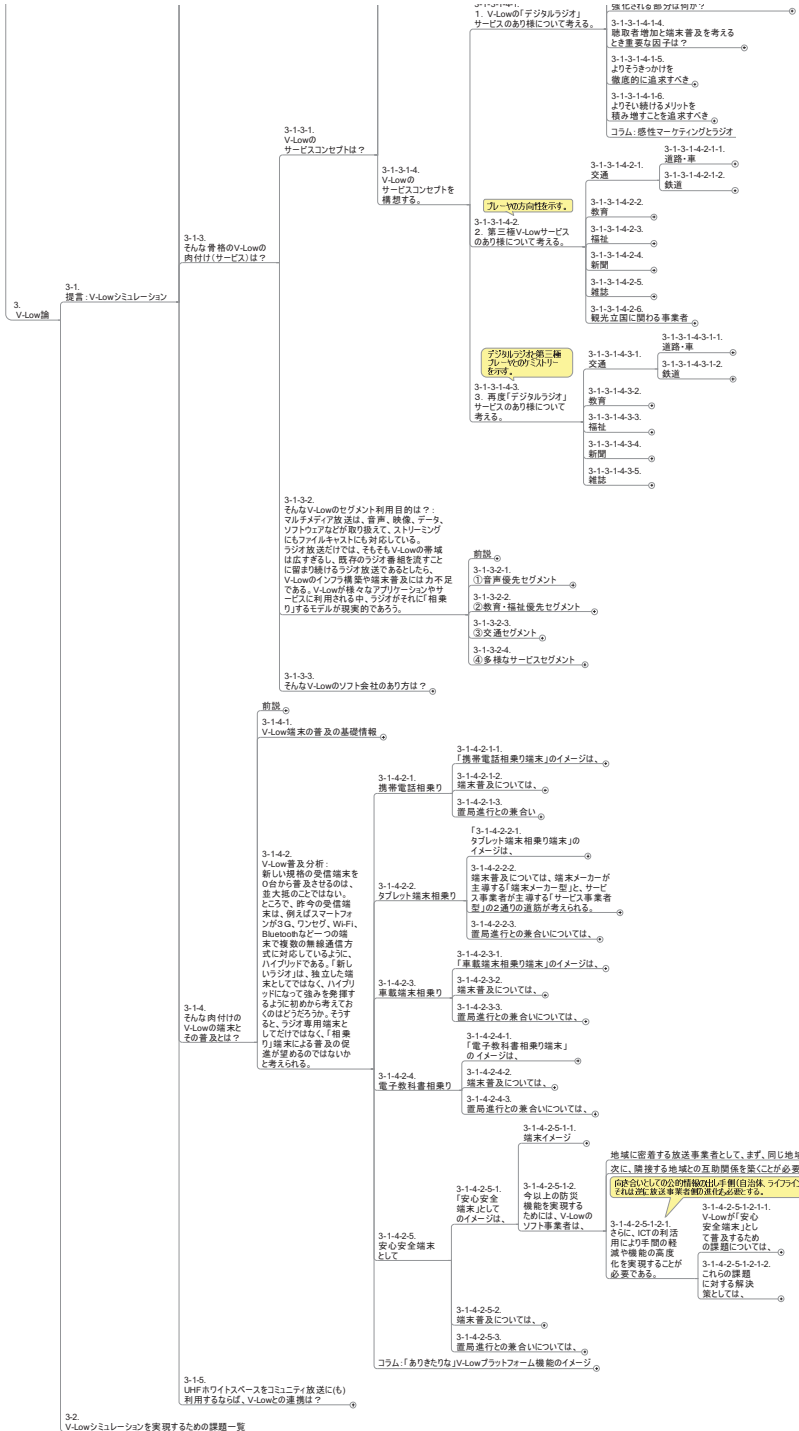 3.
V-Low論
3-1.
提言：V-Lowシミュレーション
3-1-3.
そんな骨格のV-Lowの
肉付け（サービス）は？
3-1-3-1.
V-Lowの
サービスコンセプトは？
3-1-3-1-4.
V-Lowの
サービスコンセプトを
構想する。
3-1-3-1-4-1.
1．V-Lowの「デジタルラジオ」
サービスのあり様について考える。
強化される部分は何か？
3-1-3-1-4-1-4.
聴取者増加と端末普及を考える
とき重要な因子は？
3-1-3-1-4-1-5.
よりそうきっかけを
徹底的に追求すべき
3-1-3-1-4-1-6.
よりそい続けるメリットを
積み増すことを追求すべき
コラム：感性マーケティングとラジオ
プレーヤの方向性を示す。
3-1-3-1-4-2.
2．第三極V-Lowサービス
のあり様について考える。
3-1-3-1-4-2-1.
交通
3-1-3-1-4-2-1-1.
道路・車
3-1-3-1-4-2-1-2.
鉄道
3-1-3-1-4-2-2.
教育
3-1-3-1-4-2-3.
福祉
3-1-3-1-4-2-4.
新聞
3-1-3-1-4-2-5.
雑誌
3-1-3-1-4-2-6.
観光立国に関わる事業者
デジタルラジオと第三極
プレーヤとのケミストリー
を示す。
3-1-3-1-4-3.
3．再度「デジタルラジオ」
サービスのあり様について
考える。
3-1-3-1-4-3-1.
交通
3-1-3-1-4-3-1-1.
道路・車
3-1-3-1-4-3-1-2.
鉄道
3-1-3-1-4-3-2.
教育
3-1-3-1-4-3-3.
福祉
3-1-3-1-4-3-4.
新聞
3-1-3-1-4-3-5.
雑誌
3-1-3-2.
そんなV-Lowのセグメント利用目的は？：
マルチメディア放送は、音声、映像、データ、
ソフトウェアなどが取り扱えて、ストリーミング
にもファイルキャストにも対応している。
ラジオ放送だけでは、そもそもV-Lowの帯域
は広すぎるし、既存のラジオ番組を流すこと
に留まり続けるラジオ放送であるとしたら、
V-Lowのインフラ構築や端末普及には力不足
である。V-Lowが様々なアプリケーションやサ
ービスに利用される中、ラジオがそれに「相乗
り」するモデルが現実的であろう。
前説
3-1-3-2-1.
①音声優先セグメント
3-1-3-2-2.
②教育・福祉優先セグメント
3-1-3-2-3.
③交通セグメント
3-1-3-2-4.
④多様なサービスセグメント
3-1-3-3.
そんなV-Lowのソフト会社のあり方は？
3-1-4.
そんな肉付けの
V-Lowの端末と
その普及とは？
前説
3-1-4-1.
V-Low端末の普及の基礎情報
3-1-4-2.
V-Low普及分析：
新しい規格の受信端末を
0台から普及させるのは、
並大抵のことではない。
ところで、昨今の受信端
末は、例えばスマートフォ
ンが3G、ワンセグ、Wi-Fi、
Bluetoothなど一つの端
末で複数の無線通信方
式に対応しているように、
ハイブリッドである。「新し
いラジオ」は、独立した端
末としてではなく、ハイブリ
ッドになって強みを発揮す
るように初めから考えてお
くのはどうだろうか。そうす
ると、ラジオ専用端末と
してだけではなく、「相乗
り」端末による普及の促
進が望めるのではないか
と考えられる。
3-1-4-2-1.
携帯電話相乗り
3-1-4-2-1-1.
「携帯電話相乗り端末」のイメージは、
3-1-4-2-1-2.
端末普及については、
3-1-4-2-1-3.
置局進行との兼合い
3-1-4-2-2.
タブレット端末相乗り
「3-1-4-2-2-1.
タブレット端末相乗り端末」の
イメージは、
3-1-4-2-2-2.
端末普及については、端末メーカーが
主導する「端末メーカー型」と、サービ
ス事業者が主導する「サービス事業者
型」の2通りの道筋が考えられる。
3-1-4-2-2-3.
置局進行との兼合いについては、
3-1-4-2-3.
車載端末相乗り
3-1-4-2-3-1.
「車載端末相乗り端末」のイメージは、
3-1-4-2-3-2.
端末普及については、
3-1-4-2-3-3.
置局進行との兼合いについては、
3-1-4-2-4.
電子教科書相乗り
3-1-4-2-4-1.
「電子教科書相乗り端末」
のイメージは、
3-1-4-2-4-2.
端末普及については、
3-1-4-2-4-3.
置局進行との兼合いについては、
3-1-4-2-5.
安心安全端末
として
3-1-4-2-5-1.
「安心安全
端末」として
のイメージは、
3-1-4-2-5-1-1.
端末イメージ
3-1-4-2-5-1-2.
今以上の防災
機能を実現する
ためには、V-Lowの
ソフト事業者は、
地域に密着する放送事業者として、まず、同じ地域
次に、隣接する地域との互助関係を築くことが必要
向き合いとしての公的情報の出し手側（自治体、ライフライン
それは逆に放送事業者側の進化も必要とする。
3-1-4-2-5-1-2-1.
さらに、ICTの利活
用により手間の軽
減や機能の高度
化を実現することが
必要である。
3-1-4-2-5-1-2-1-1.
V-Lowが「安心
安全端末」とし
て普及するため
の課題については、
3-1-4-2-5-1-2-1-2.
これらの課題
に対する解決
策としては、
3-1-4-2-5-2.
端末普及については、
3-1-4-2-5-3.
置局進行との兼合いについては、
コラム：「ありきたりな」V-Lowプラットフォーム機能のイメージ
3-1-5.
UHFホワイトスペースをコミュニティ放送に(も)
利用するならば、V-Lowとの連携は？
3-2.
V-Lowシミュレーションを実現するための課題一覧